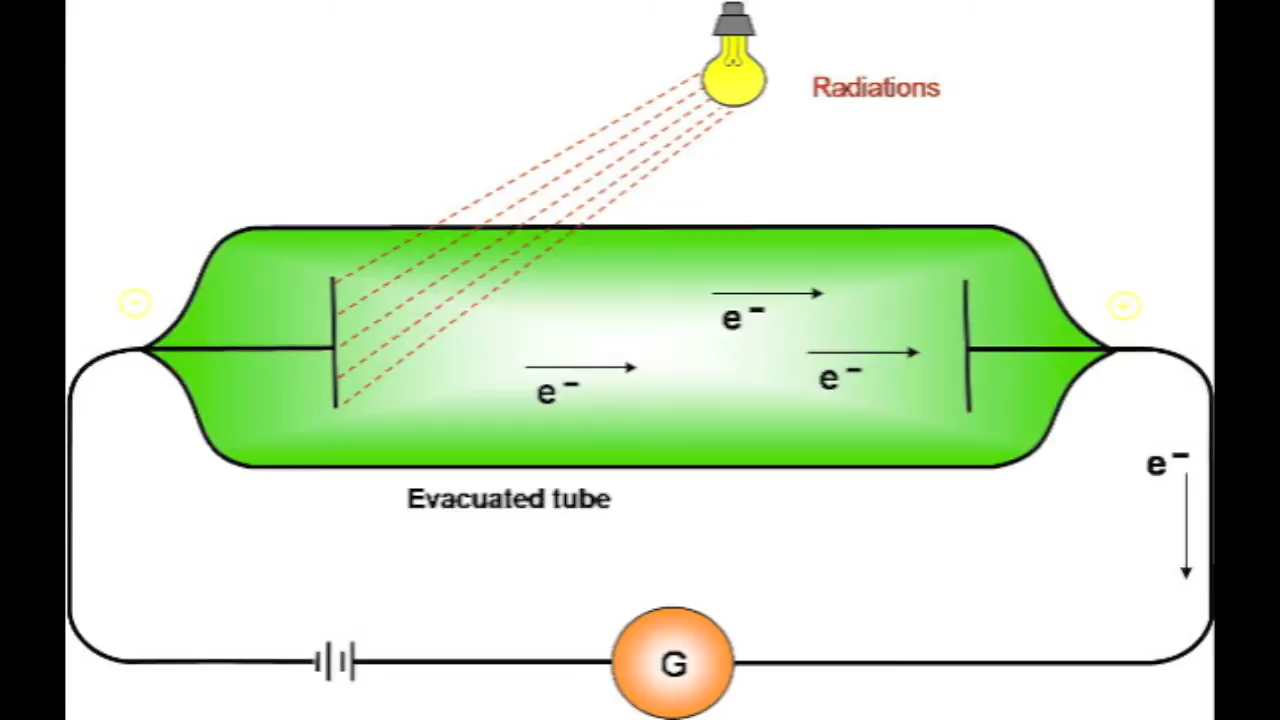 Radiations
−
+
e−
e−
e−
e−
Evacuated tube
G